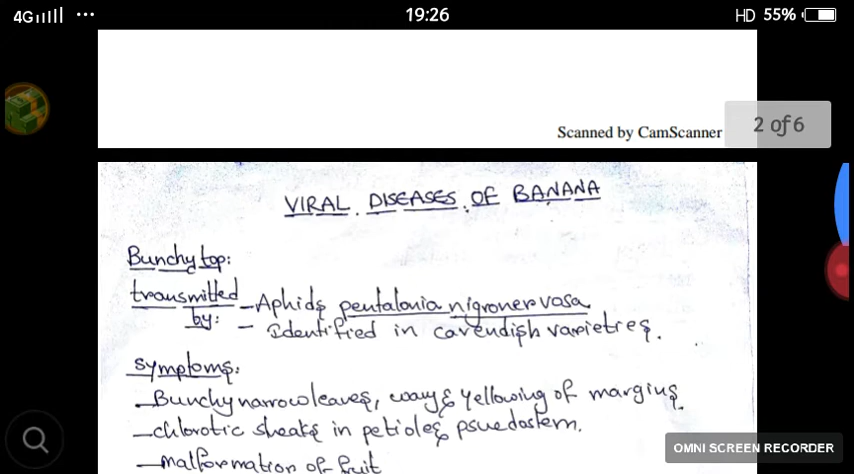 4G
19:26
HD 55%
Scanned by CamScanner
2 of 6
VIRAL DISEASES OF BANANA
Bunchy top:
transmitted by: - Aphids pentalonia nigronervosa
- Identified in cavendish varietres.
symptoms:
- Bunchy narrow leaves, wavy & yellowing of margins.
- chlorotic streaks in petioles psuedostem.
- malformation of fruit
OMNI SCREEN RECORDER